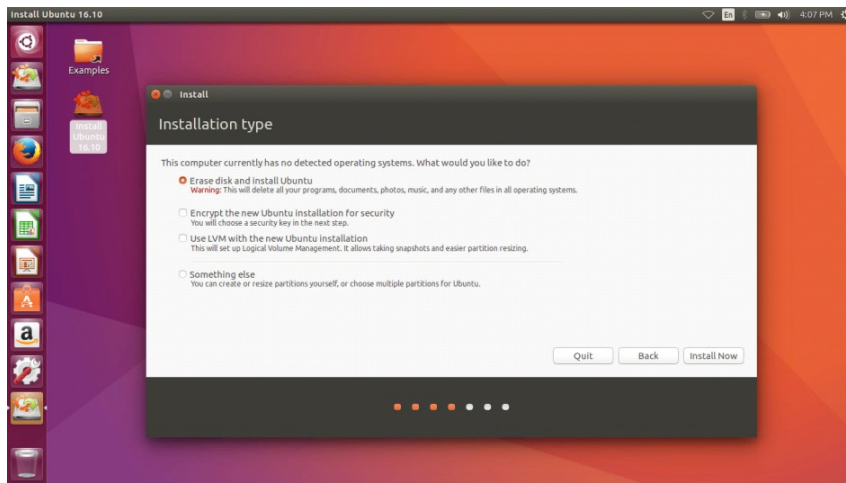 Install Ubuntu 16.10
En
4:07 PM
Examples
Install
Ubuntu
16.10
Install
Installation type
This computer currently has no detected operating systems. What would you like to do?
Erase disk and install Ubuntu
Warning: This will delete all your programs, documents, photos, music, and any other files in all operating systems.
Encrypt the new Ubuntu installation for security
You will choose a security key in the next step.
Use LVM with the new Ubuntu installation
This will set up Logical Volume Management. It allows taking snapshots and easier partition resizing.
Something else
You can create or resize partitions yourself, or choose multiple partitions for Ubuntu.
Quit
Back
Install Now
a